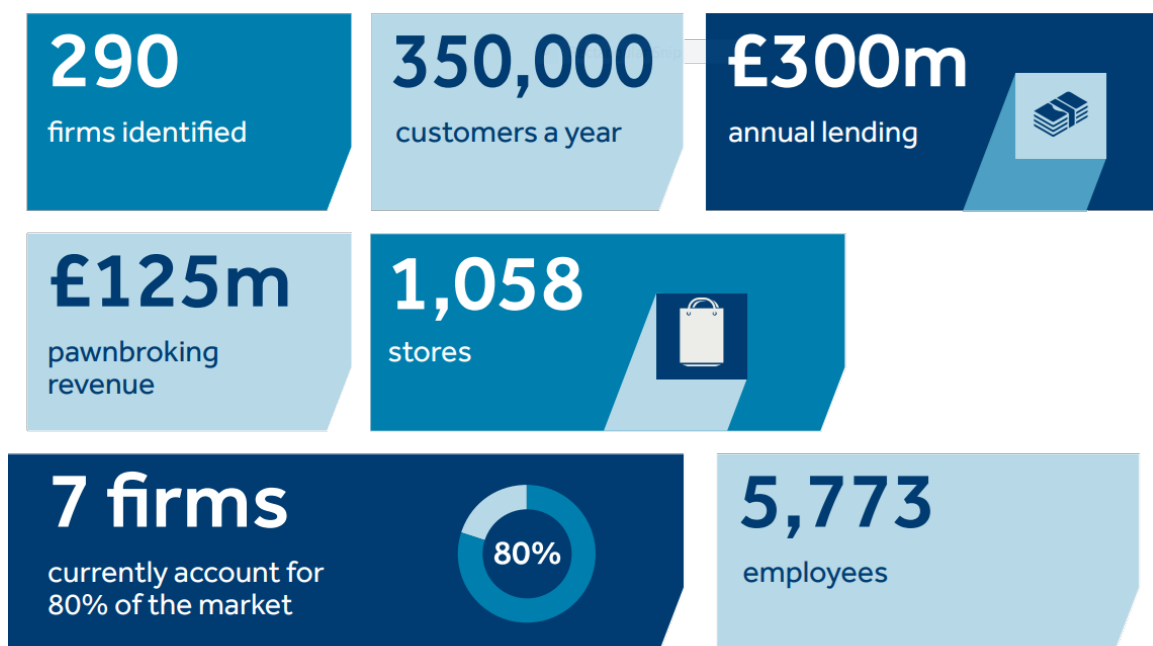 290
firms identified
350,000
customers a year
£300m
annual lending
£125m
pawnbroking
revenue
1,058
stores
7 firms
currently account for
80% of the market
80%
5,773
employees